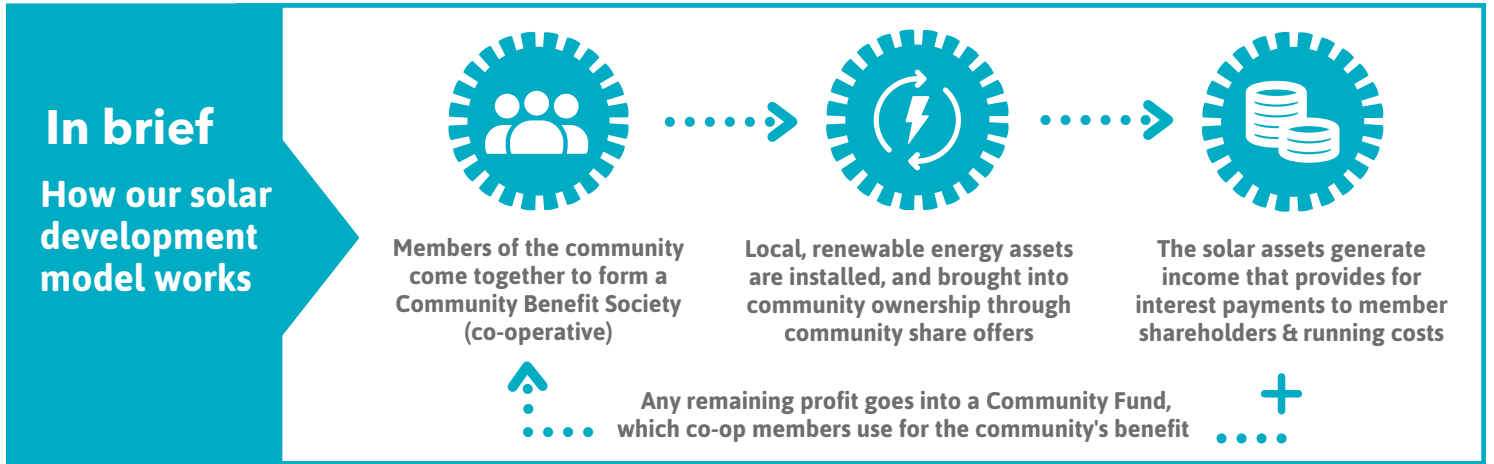 In brief
How our solar
development
model works
Members of the community
come together to form a
Community Benefit Society
(co-operative)
Local, renewable energy assets
are installed, and brought into
community ownership through
community share offers
The solar assets generate
income that provides for
interest payments to member
shareholders & running costs
Any remaining profit goes into a Community Fund,
which co-op members use for the community's benefit